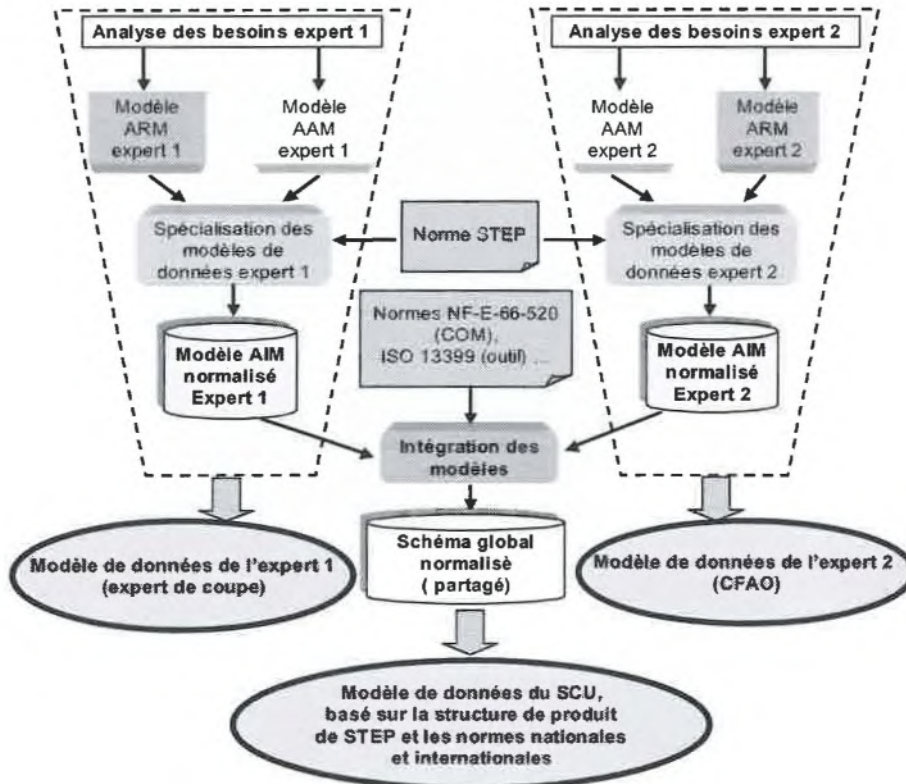 Analyse des besoins expert 1
Analyse des besoins expert 2
Modèle
ARM
expert 1
Modèle
AAM
expert 1
Modèle
AAM
expert 2
Modèle
ARM
expert 2
Spécialisation des
modèles de
données expert 1
Norme STEP
Spécialisation des
modèles de
données expert 2
Normes NF-E-66-520
(COM),
ISO 13399 (outil) ...
Modèle AIM
normalisé
Expert 1
Modèle AIM
normalisé
Expert 2
Intégration des
modèles
Schéma global
normalisè
( partagé)
Modèle de données de l'expert 1
(expert de coupe)
Modèle de données de l'expert 2
(CFAO)
Modèle de données du SCU,
basé sur la structure de produit
de STEP et les normes nationales
et internationales